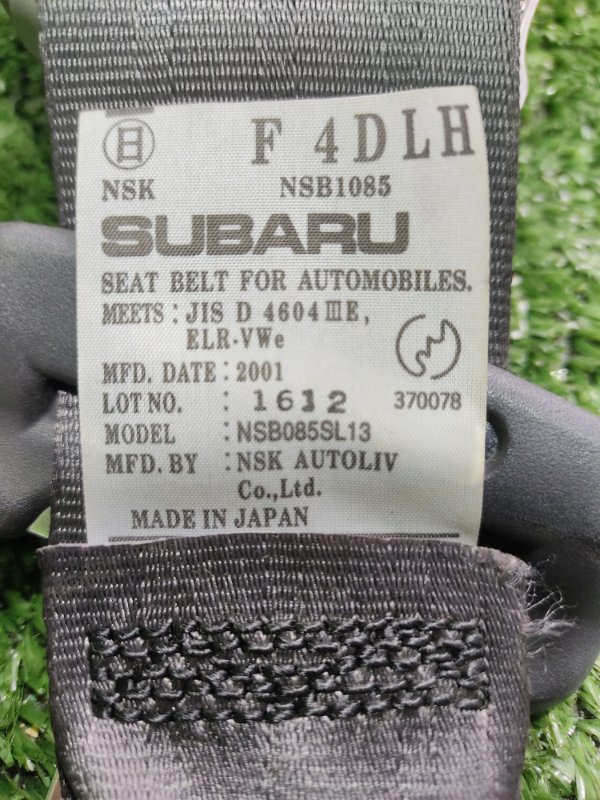 日 F 4DLH
NSK NSB1085
SUBARU
SEAT BELT FOR AUTOMOBILES.
MEETS : JIS D 4604ⅢE,
ELR-VWe
MFD. DATE : 2001
LOT NO. : 1612 370078
MODEL : NSB085SL13
MFD. BY : NSK AUTOLIV
Co.,Ltd.
MADE IN JAPAN